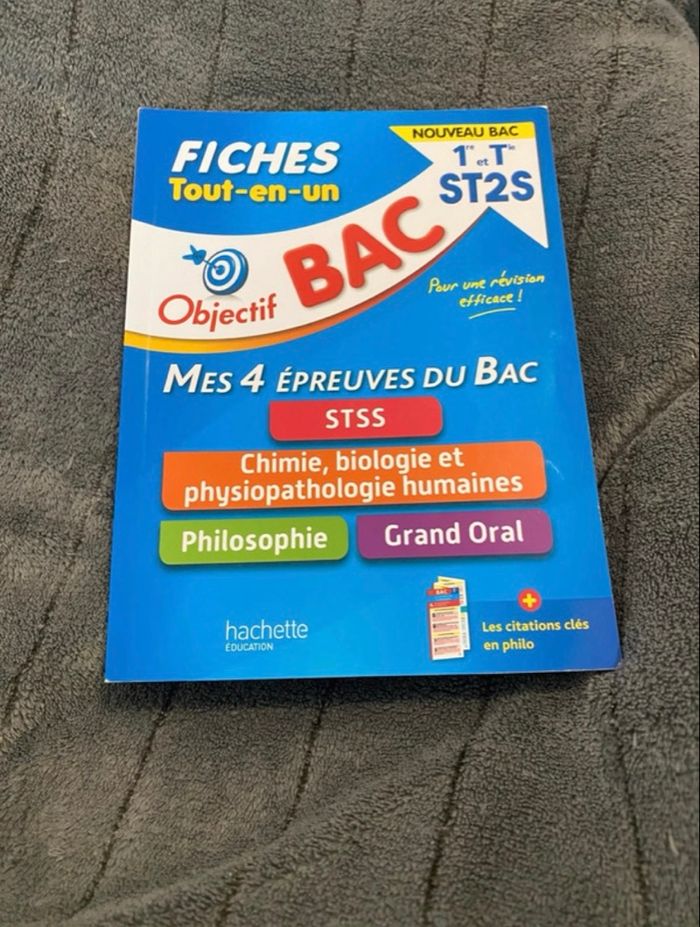 FICHES
Tout-en-un
NOUVEAU BAC
1re et Tle
ST2S
Objectif
BAC
Pour une révision
efficace !
MES 4 ÉPREUVES DU BAC
STSS
Chimie, biologie et
physiopathologie humaines
Philosophie
Grand Oral
hachette
ÉDUCATION
+
Les citations clés
en philo
BAC